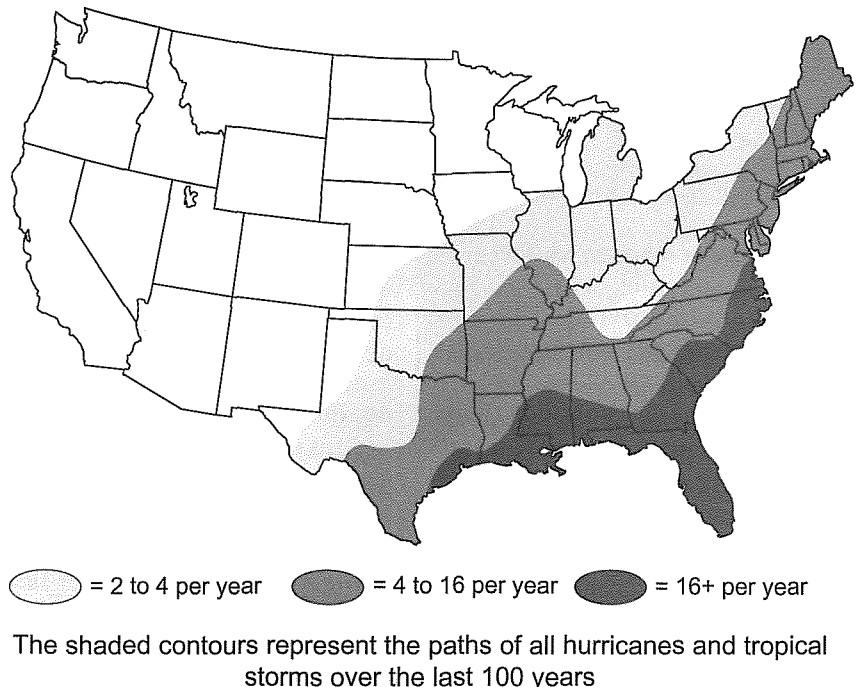 = 2 to 4 per year = 4 to 16 per year = 16+ per year
The shaded contours represent the paths of all hurricanes and tropical
storms over the last 100 years